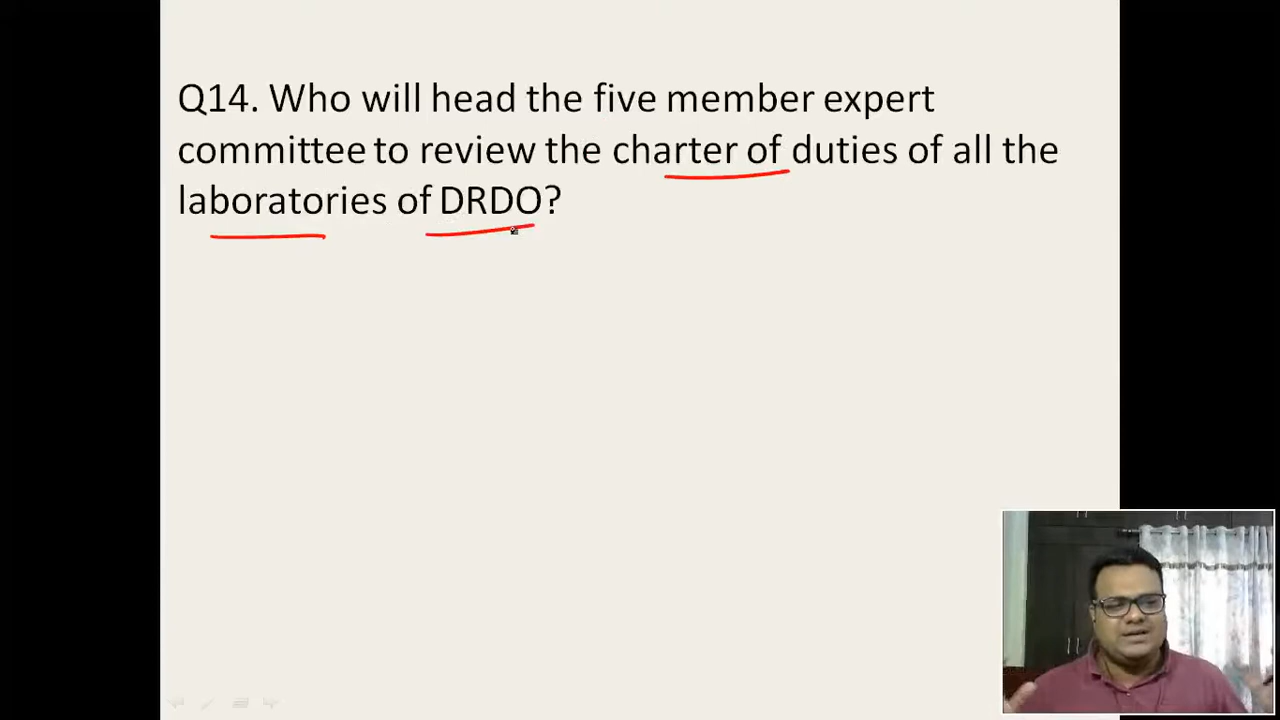 Q14. Who will head the five member expert
committee to review the charter of duties of all the
laboratories of DRDO?